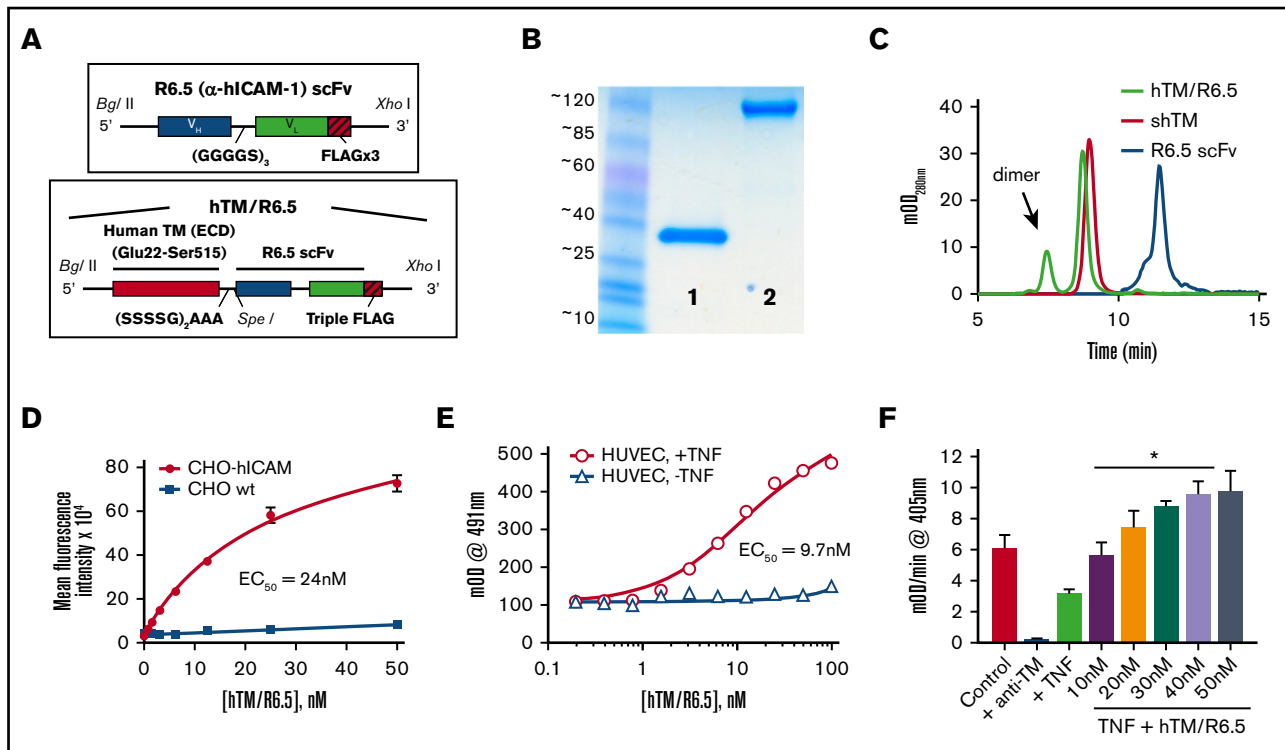 A
R6.5 (α-hICAM-1) scFv
Bgl II
Xho I
5'
VH
VL
3'
(GGGGS)3
FLAGx3
hTM/R6.5
Human TM (ECD)
(Glu22-Ser515)
R6.5 scFv
Bgl II
Xho I
5'
3'
(SSSSG)2AAA
Spe I
Triple FLAG
B
~120
~85
~60
~40
~25
~10
1
2
C
hTM/R6.5
shTM
R6.5 scFv
dimer
mOD280nm
40
30
20
10
0
5
10
15
Time (min)
D
CHO-hICAM
CHO wt
Mean fluorescence
intensity x 10⁴
80
60
40
20
0
EC50 = 24nM
0
10
20
30
40
50
[hTM/R6.5], nM
E
HUVEC, +TNF
HUVEC, -TNF
mOD @ 491nm
500
400
300
200
100
0
EC50 = 9.7nM
0.1
1
10
100
[hTM/R6.5], nM
F
*
mOD/min @ 405nm
12
10
8
6
4
2
0
Control
+ anti-TM
+ TNF
10nM
20nM
30nM
40nM
50nM
TNF + hTM/R6.5